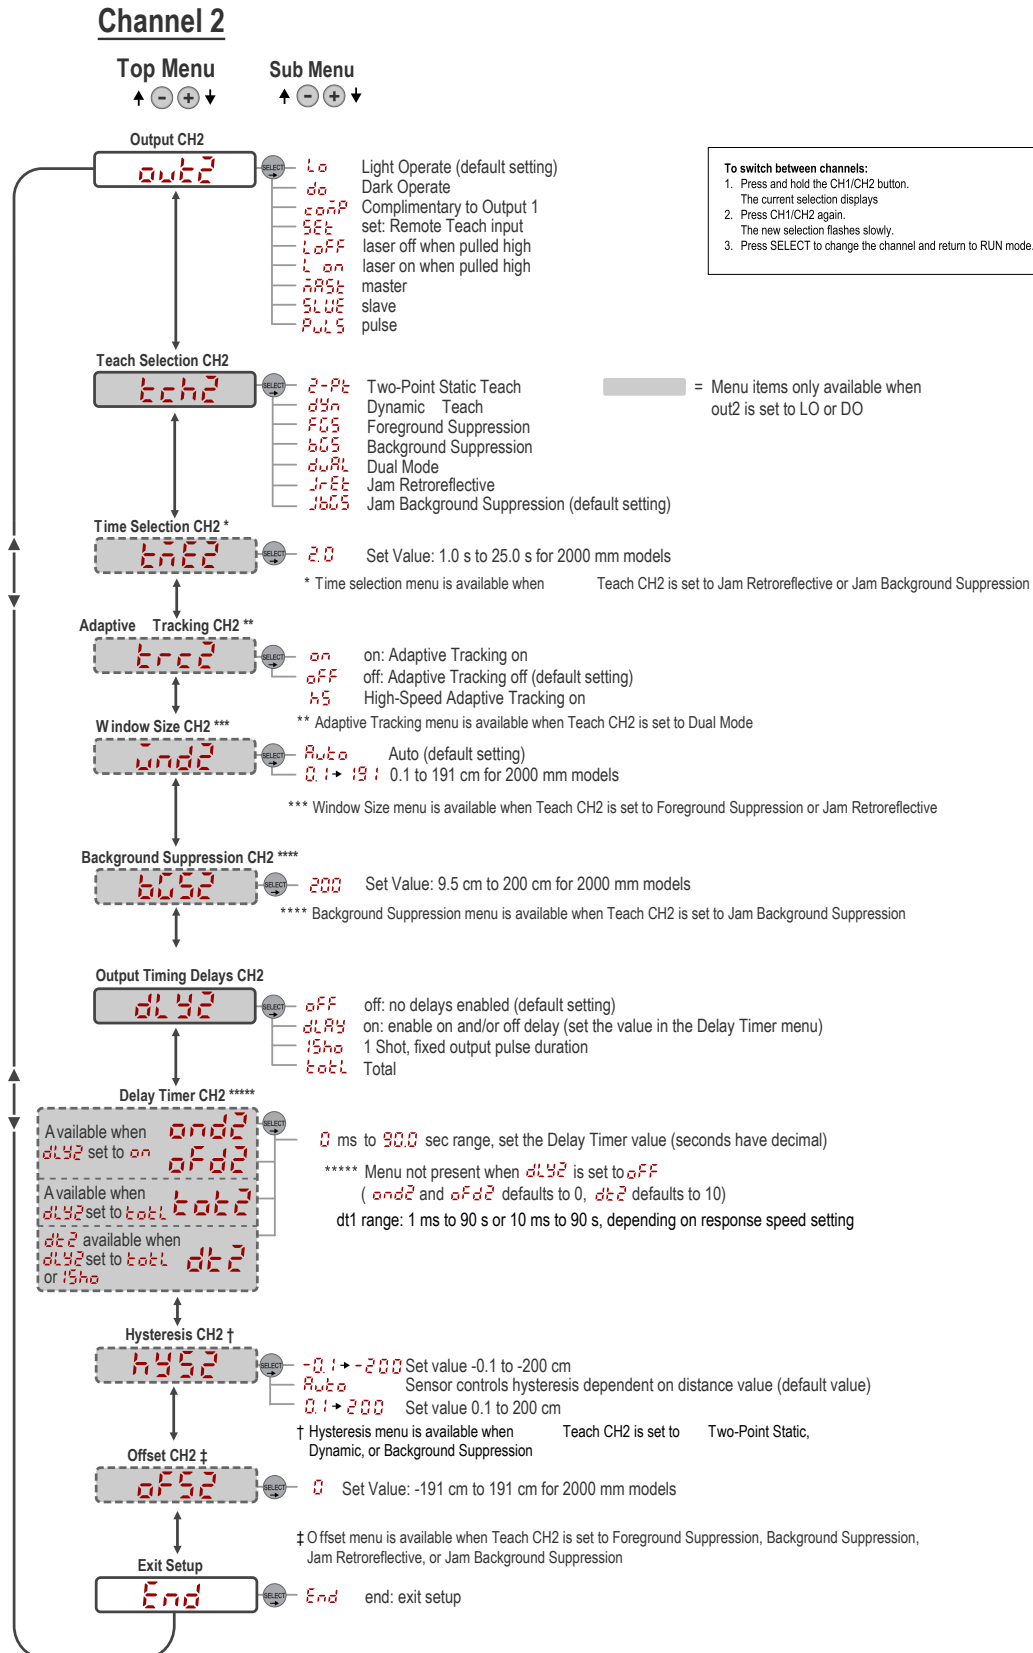 Channel 2
Top Menu
Sub Menu
- +
- +
Output CH2
out2
SELECT
Lo Light Operate (default setting)
do Dark Operate
comP Complimentary to Output 1
SEt set: Remote Teach input
LoFF laser off when pulled high
L on laser on when pulled high
mASt master
SLVE slave
PuLS pulse
To switch between channels:
1. Press and hold the CH1/CH2 button.
The current selection displays
2. Press CH1/CH2 again.
The new selection flashes slowly.
3. Press SELECT to change the channel and return to RUN mode.
Teach Selection CH2
tch2
SELECT
2-Pt Two-Point Static Teach
dYn Dynamic Teach
FGS Foreground Suppression
bGS Background Suppression
duAL Dual Mode
JrEt Jam Retroreflective
JbGS Jam Background Suppression (default setting)
= Menu items only available when
out2 is set to LO or DO
Time Selection CH2 *
tmE2
SELECT
2.0 Set Value: 1.0 s to 25.0 s for 2000 mm models
* Time selection menu is available when Teach CH2 is set to Jam Retroreflective or Jam Background Suppression
Adaptive Tracking CH2 **
trc2
SELECT
on on: Adaptive Tracking on
oFF off: Adaptive Tracking off (default setting)
hS High-Speed Adaptive Tracking on
** Adaptive Tracking menu is available when Teach CH2 is set to Dual Mode
Window Size CH2 ***
wnd2
SELECT
Auto Auto (default setting)
0.1 → 191 0.1 to 191 cm for 2000 mm models
*** Window Size menu is available when Teach CH2 is set to Foreground Suppression or Jam Retroreflective
Background Suppression CH2 ****
bGS2
SELECT
200 Set Value: 9.5 cm to 200 cm for 2000 mm models
**** Background Suppression menu is available when Teach CH2 is set to Jam Background Suppression
Output Timing Delays CH2
dLY2
SELECT
oFF off: no delays enabled (default setting)
dLAY on: enable on and/or off delay (set the value in the Delay Timer menu)
1Sho 1 Shot, fixed output pulse duration
totL Total
Delay Timer CH2 *****
Available when
dLY2 set to on
ond2
oFd2
SELECT
Available when
dLY2 set to totL
tot2
dt2 available when
dLY2 set to totL
or 1Sho
dt2
0 ms to 90.0 sec range, set the Delay Timer value (seconds have decimal)
***** Menu not present when dLY2 is set to oFF
( ond2 and oFd2 defaults to 0, dt2 defaults to 10)
dt1 range: 1 ms to 90 s or 10 ms to 90 s, depending on response speed setting
Hysteresis CH2 †
hYS2
SELECT
-0.1 → -200 Set value -0.1 to -200 cm
Auto Sensor controls hysteresis dependent on distance value (default value)
0.1 → 200 Set value 0.1 to 200 cm
† Hysteresis menu is available when Teach CH2 is set to Two-Point Static,
Dynamic, or Background Suppression
Offset CH2 ‡
oFS2
SELECT
0 Set Value: -191 cm to 191 cm for 2000 mm models
‡ Offset menu is available when Teach CH2 is set to Foreground Suppression, Background Suppression,
Jam Retroreflective, or Jam Background Suppression
Exit Setup
End
SELECT
End end: exit setup